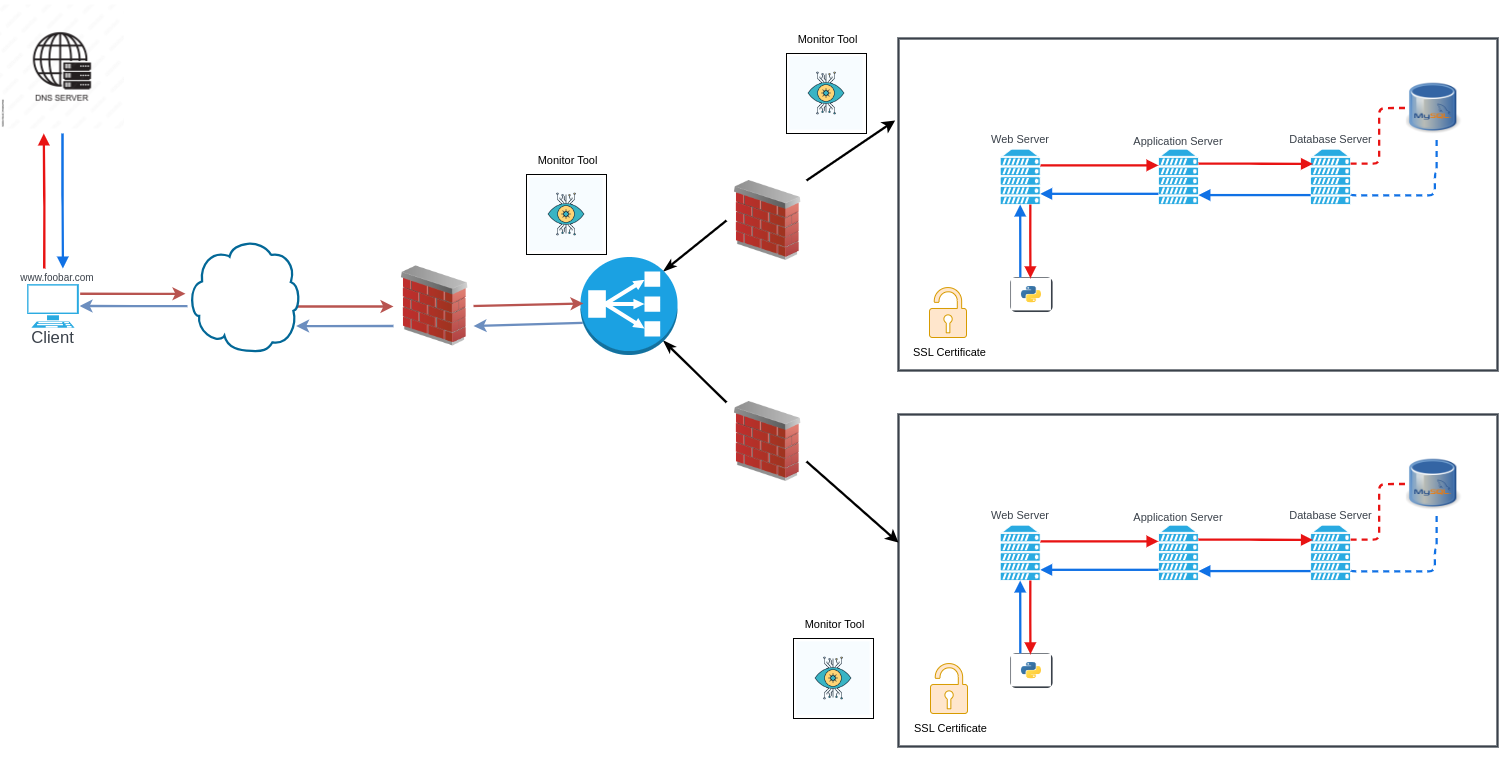 DNS SERVER
www.foobar.com
Client
Monitor Tool
Monitor Tool
Web Server
Application Server
Database Server
My
SSL Certificate
Web Server
Application Server
Database Server
My
SSL Certificate
Monitor Tool